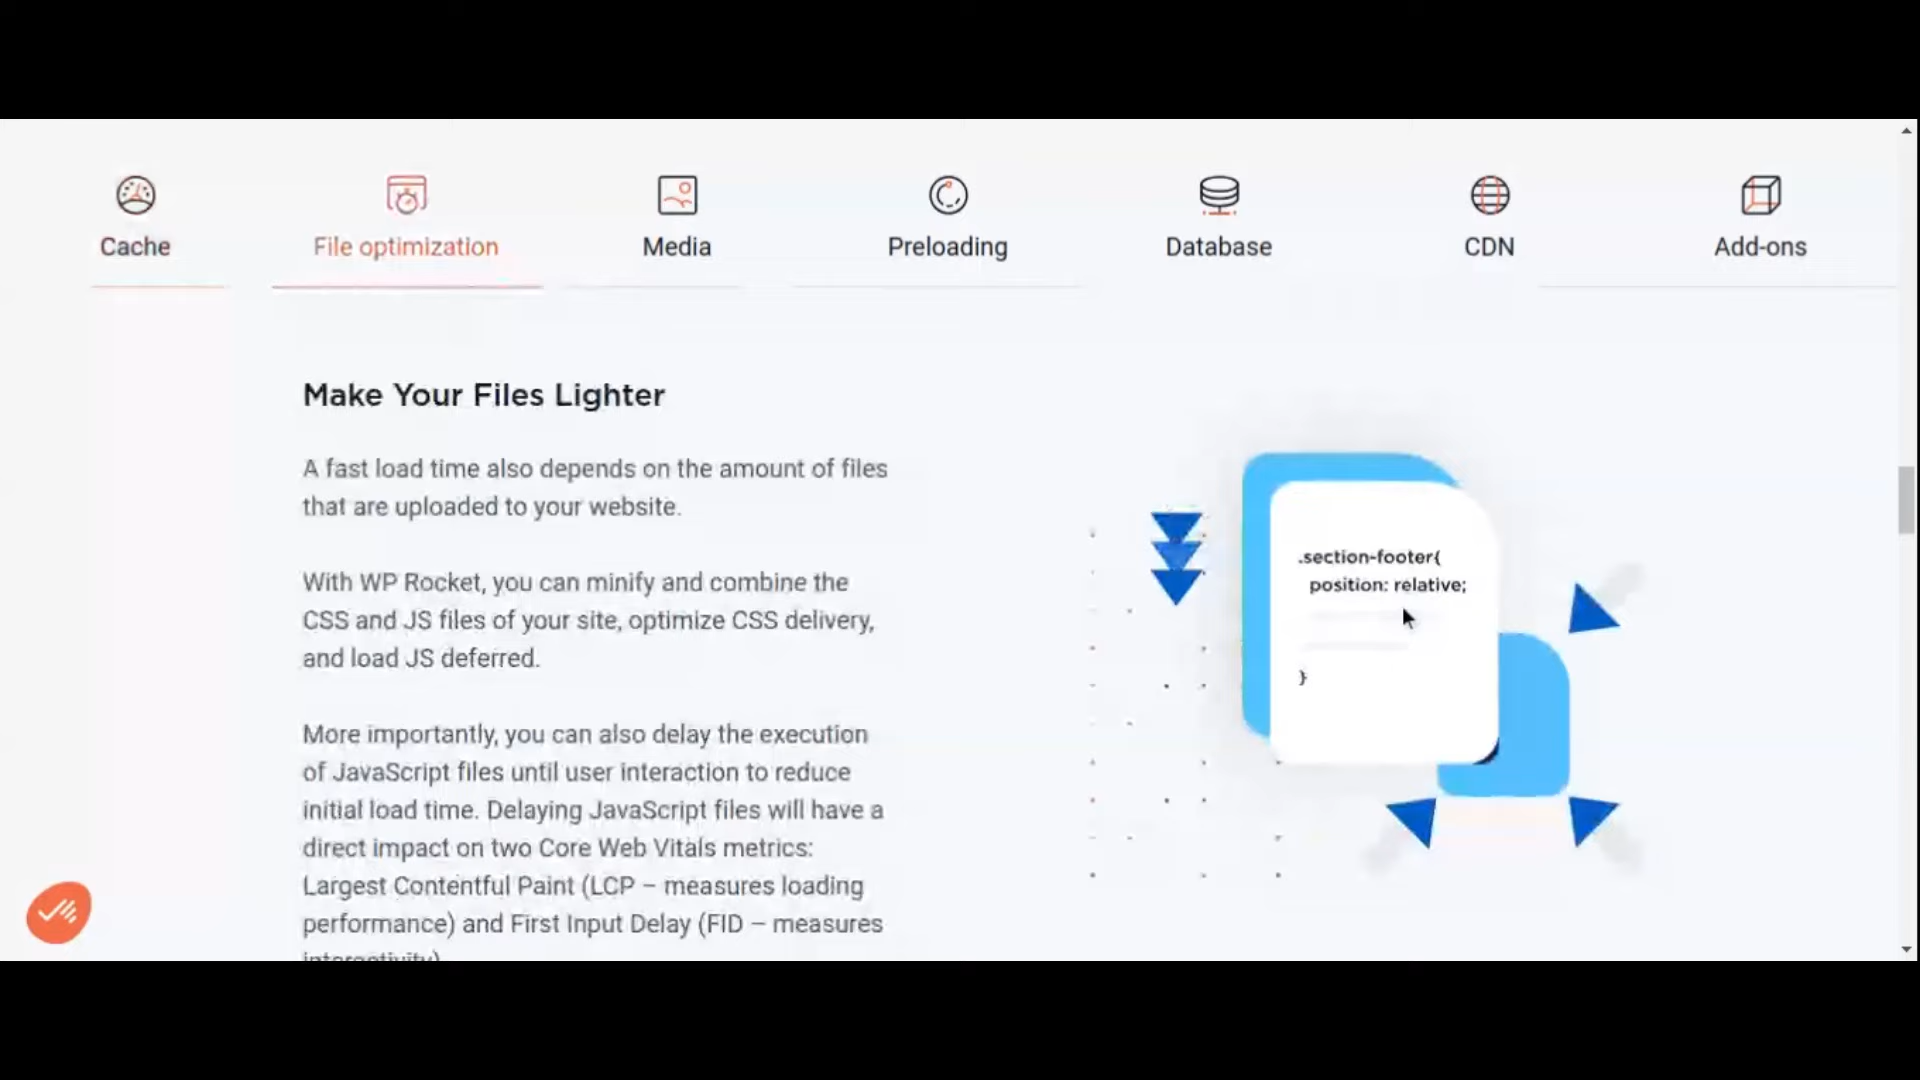 Cache
File optimization
Media
Preloading
Database
CDN
Add-ons
Make Your Files Lighter
A fast load time also depends on the amount of files
that are uploaded to your website.
With WP Rocket, you can minify and combine the
CSS and JS files of your site, optimize CSS delivery,
and load JS deferred.
More importantly, you can also delay the execution
of JavaScript files until user interaction to reduce
initial load time. Delaying JavaScript files will have a
direct impact on two Core Web Vitals metrics:
Largest Contentful Paint (LCP – measures loading
performance) and First Input Delay (FID – measures
interactivity)
.section-footer{
position: relative;
}